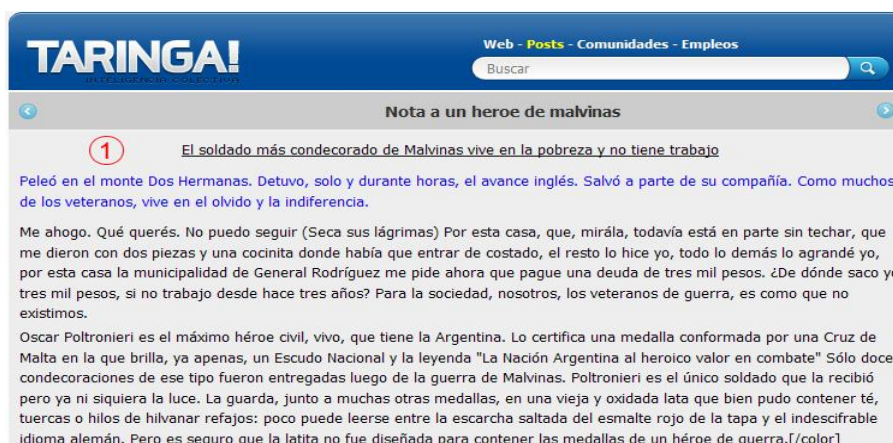 TARINGA!
INTELIGENCIA COLECTIVA
Web - Posts - Comunidades - Empleos
Buscar
Nota a un heroe de malvinas
1
El soldado más condecorado de Malvinas vive en la pobreza y no tiene trabajo
Peleó en el monte Dos Hermanas. Detuvo, solo y durante horas, el avance inglés. Salvó a parte de su compañía. Como muchos
de los veteranos, vive en el olvido y la indiferencia.
Me ahogo. Qué querés. No puedo seguir (Seca sus lágrimas) Por esta casa, que, mirála, todavía está en parte sin techar, que
me dieron con dos piezas y una cocinita donde había que entrar de costado, el resto lo hice yo, todo lo demás lo agrandé yo,
por esta casa la municipalidad de General Rodríguez me pide ahora que pague una deuda de tres mil pesos. ¿De dónde saco y
tres mil pesos, si no trabajo desde hace tres años? Para la sociedad, nosotros, los veteranos de guerra, es como que no
existimos.
Oscar Poltronieri es el máximo héroe civil, vivo, que tiene la Argentina. Lo certifica una medalla conformada por una Cruz de
Malta en la que brilla, ya apenas, un Escudo Nacional y la leyenda "La Nación Argentina al heroico valor en combate" Sólo doce
condecoraciones de ese tipo fueron entregadas luego de la guerra de Malvinas. Poltronieri es el único soldado que la recibió
pero ya ni siquiera la luce. La guarda, junto a muchas otras medallas, en una vieja y oxidada lata que bien pudo contener té,
tuercas o hilos de hilvanar refajos: poco puede leerse entre la escarcha saltada del esmalte rojo de la tapa y el indescifrable
idioma alemán. Pero es seguro que la latita no fue diseñada para contener las medallas de un héroe de guerra.[/color]